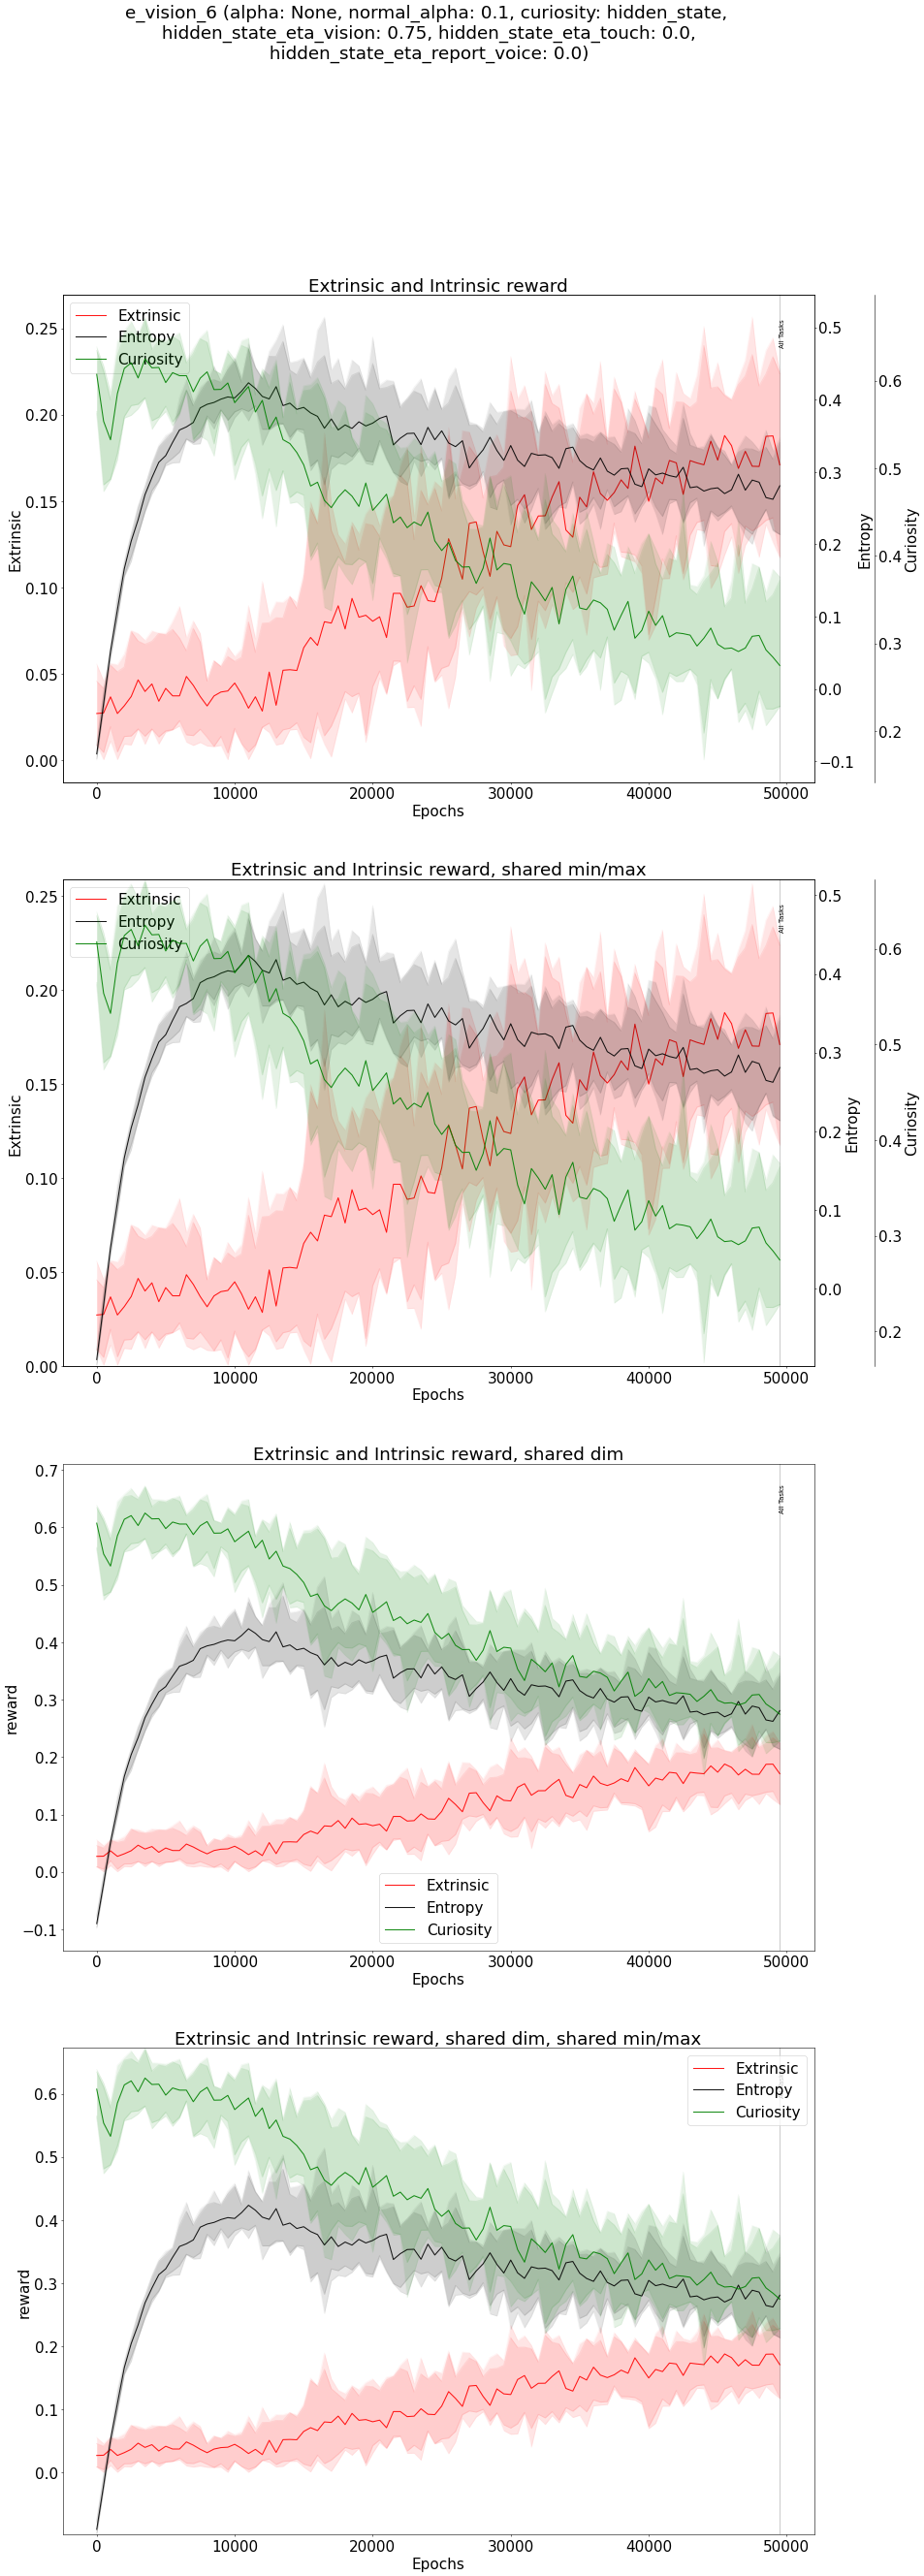 e_vision_6 (alpha: None, normal_alpha: 0.1, curiosity: hidden_state,
hidden_state_eta_vision: 0.75, hidden_state_eta_touch: 0.0,
hidden_state_eta_report_voice: 0.0)
Extrinsic and Intrinsic reward
Extrinsic
Entropy
Curiosity
All Tasks
0.25
0.20
0.15
0.10
0.05
0.00
Extrinsic
0.5
0.4
0.3
0.2
0.1
0.0
−0.1
Entropy
0.6
0.5
0.4
0.3
0.2
Curiosity
0 10000 20000 30000 40000 50000
Epochs
Extrinsic and Intrinsic reward, shared min/max
Extrinsic
Entropy
Curiosity
All Tasks
0.25
0.20
0.15
0.10
0.05
0.00
Extrinsic
0.5
0.4
0.3
0.2
0.1
0.0
Entropy
0.6
0.5
0.4
0.3
0.2
Curiosity
0 10000 20000 30000 40000 50000
Epochs
Extrinsic and Intrinsic reward, shared dim
All Tasks
0.7
0.6
0.5
0.4
0.3
0.2
0.1
0.0
−0.1
reward
Extrinsic
Entropy
Curiosity
0 10000 20000 30000 40000 50000
Epochs
Extrinsic and Intrinsic reward, shared dim, shared min/max
Extrinsic
Entropy
Curiosity
0.6
0.5
0.4
0.3
0.2
0.1
0.0
reward
0 10000 20000 30000 40000 50000
Epochs